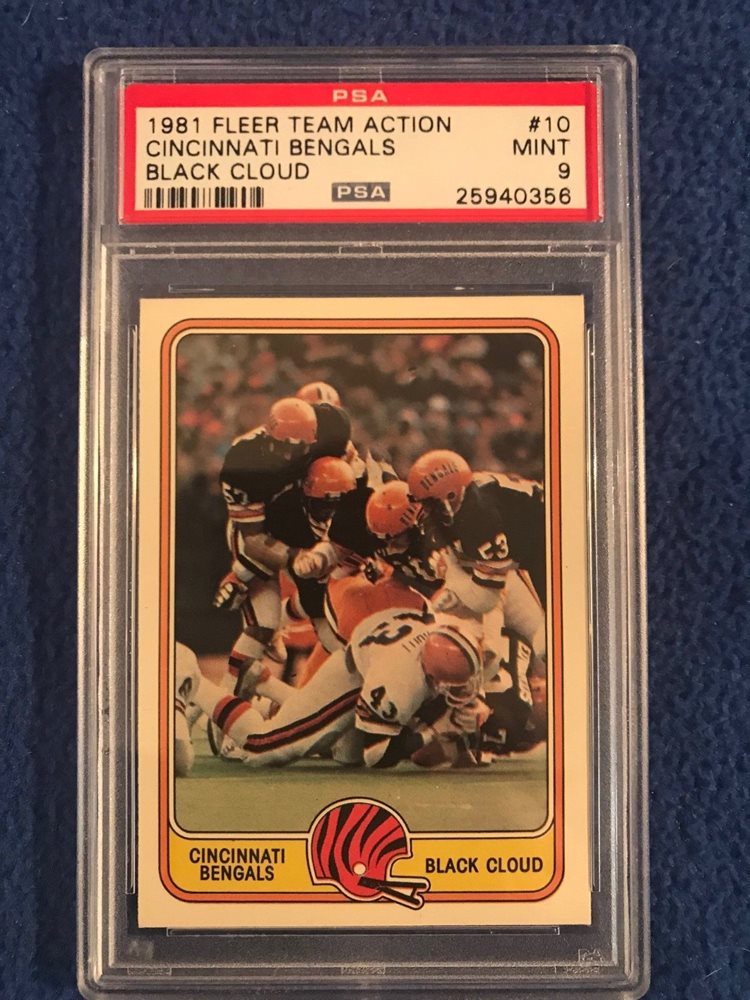 PSA
1981 FLEER TEAM ACTION #10
CINCINNATI BENGALS MINT
BLACK CLOUD 9
PSA 25940356
BENGALS
53
43
CINCINNATI
BENGALS
BLACK CLOUD